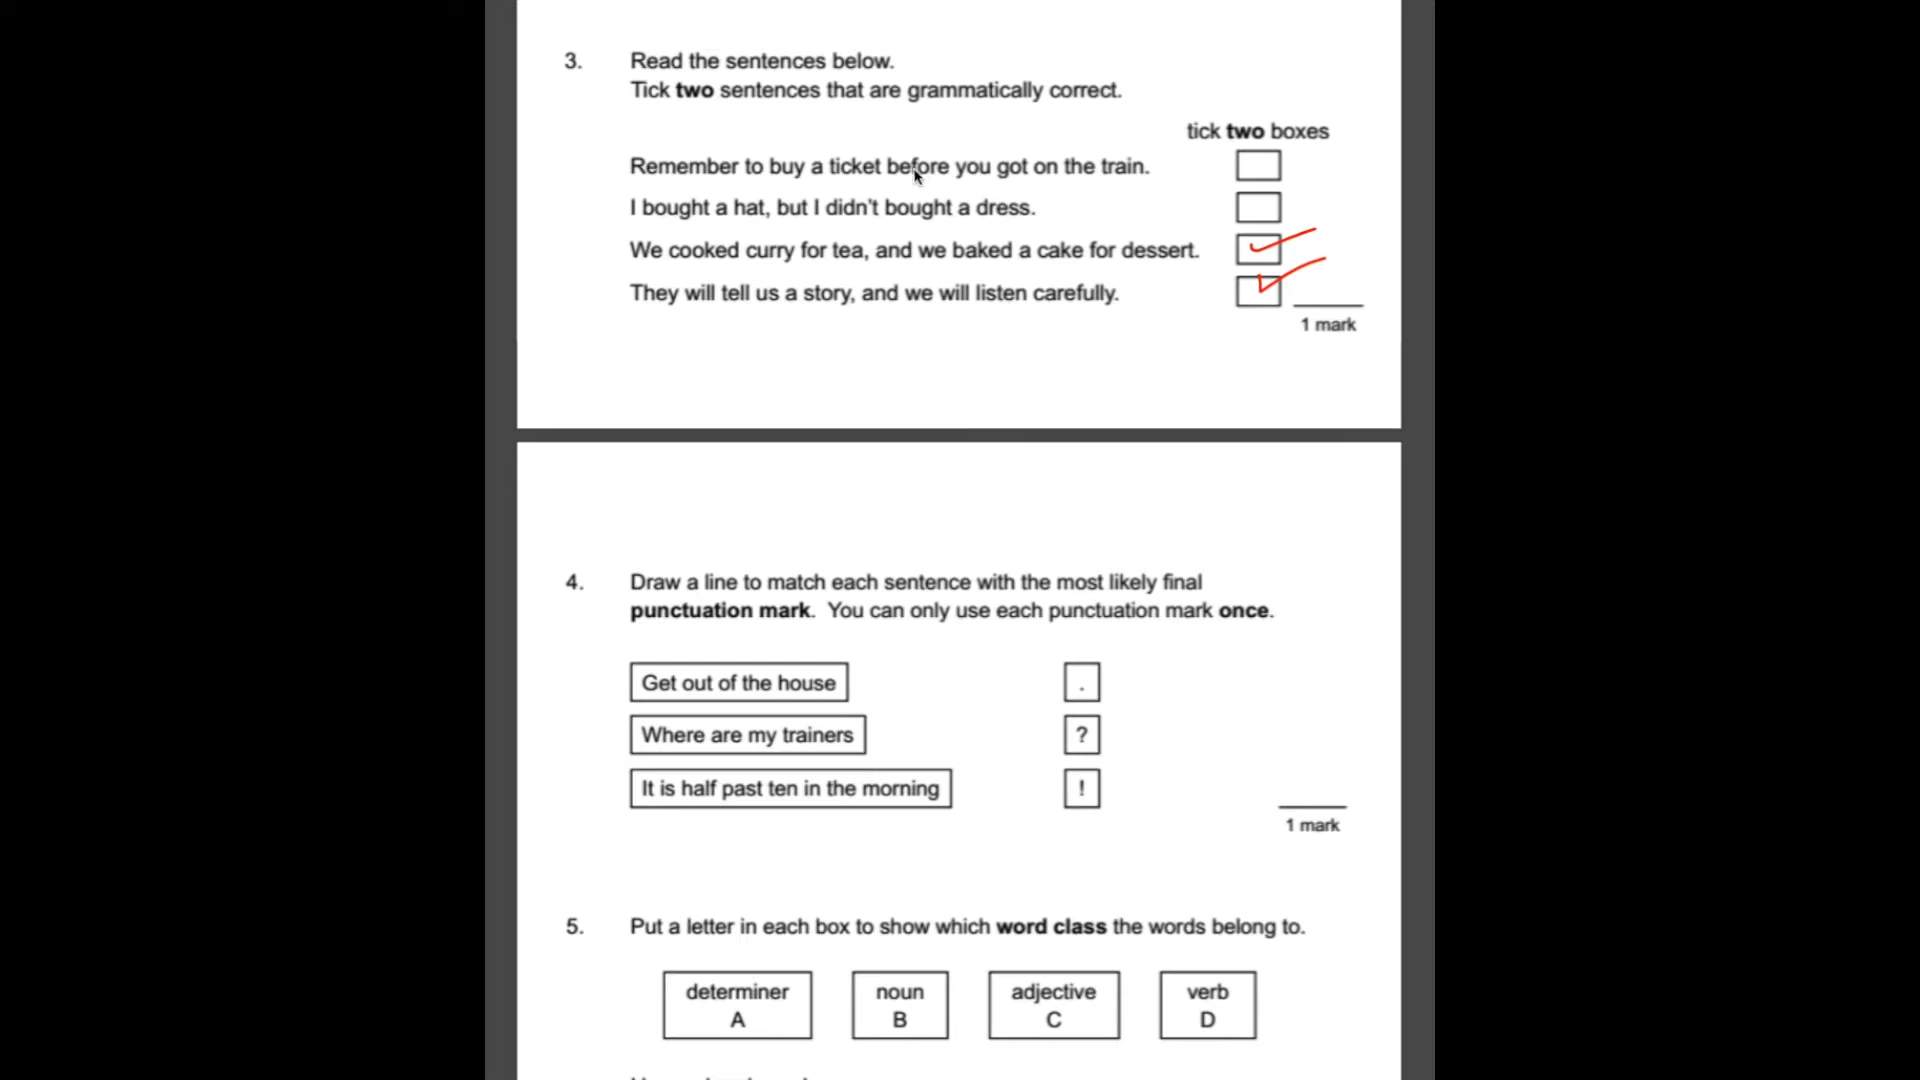 3. Read the sentences below.
Tick two sentences that are grammatically correct.
tick two boxes
Remember to buy a ticket before you got on the train.
I bought a hat, but I didn't bought a dress.
We cooked curry for tea, and we baked a cake for dessert.
They will tell us a story, and we will listen carefully.
1 mark
4. Draw a line to match each sentence with the most likely final
punctuation mark. You can only use each punctuation mark once.
Get out of the house .
Where are my trainers ?
It is half past ten in the morning !
1 mark
5. Put a letter in each box to show which word class the words belong to.
determiner noun adjective verb
A B C D